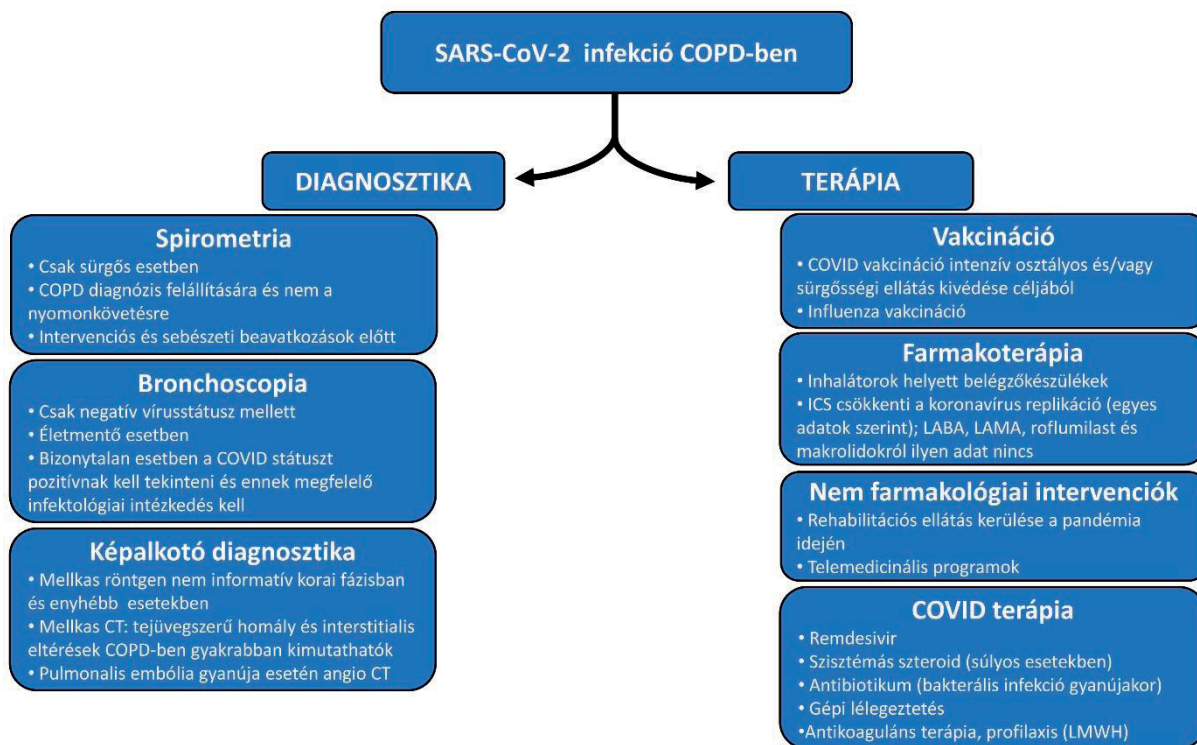 SARS-CoV-2 infekció COPD-ben
DIAGNOSZTIKA
Spirometria
• Csak sürgős esetben
• COPD diagnózis felállítására és nem a
nyomonkövetésre
• Intervenciós és sebészeti beavatkozások előtt
Bronchoscopia
• Csak negatív vírusstátusz mellett
• Életmentő esetben
• Bizonytalan esetben a COVID státuszt
pozitívnak kell tekinteni és ennek megfelelő
infektológiai intézkedés kell
Képalkotó diagnosztika
• Mellkas röntgen nem informatív korai fázisban
és enyhébb esetekben
• Mellkas CT: tejüvegszerű homály és interstitialis
eltérések COPD-ben gyakrabban kimutathatók
• Pulmonalis embólia gyanúja esetén angio CT
TERÁPIA
Vakcináció
• COVID vakcináció intenzív osztályos és/vagy
sürgősségi ellátás kivédése céljából
• Influenza vakcináció
Farmakoterápia
• Inhalátorok helyett belégzőkészülékek
• ICS csökkenti a koronavírus replikáció (egyes
adatok szerint); LABA, LAMA, roflumilast és
makrolidokról ilyen adat nincs
Nem farmakológiai intervenciók
• Rehabilitációs ellátás kerülése a pandémia
idején
• Telemedicinális programok
COVID terápia
• Remdesivir
• Szisztémás szteroid (súlyos esetekben)
• Antibiotikum (bakterális infekció gyanújakor)
• Gépi lélegeztetés
•Antikoaguláns terápia, profilaxis (LMWH)